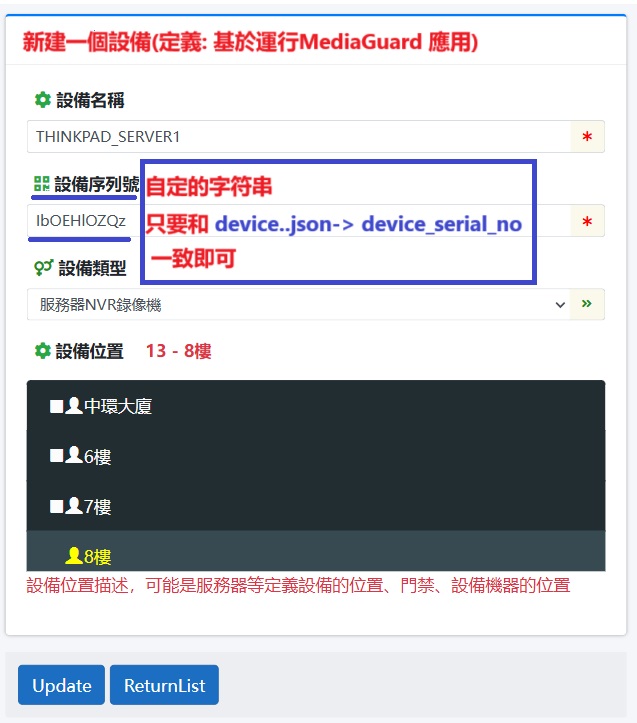 新建一個設備(定義: 基於運行MediaGuard 應用)
設備名稱
THINKPAD_SERVER1
*
設備序列號
自定的字符串
IbOEHlOZQz
只要和 device..json-> device_serial_no
*
一致即可
設備類型
服務器NVR録像機
»
設備位置 13 - 8樓
中環大廈
6樓
7樓
8樓
設備位置描述，可能是服務器等定義設備的位置、門禁、設備機器的位置
Update
ReturnList